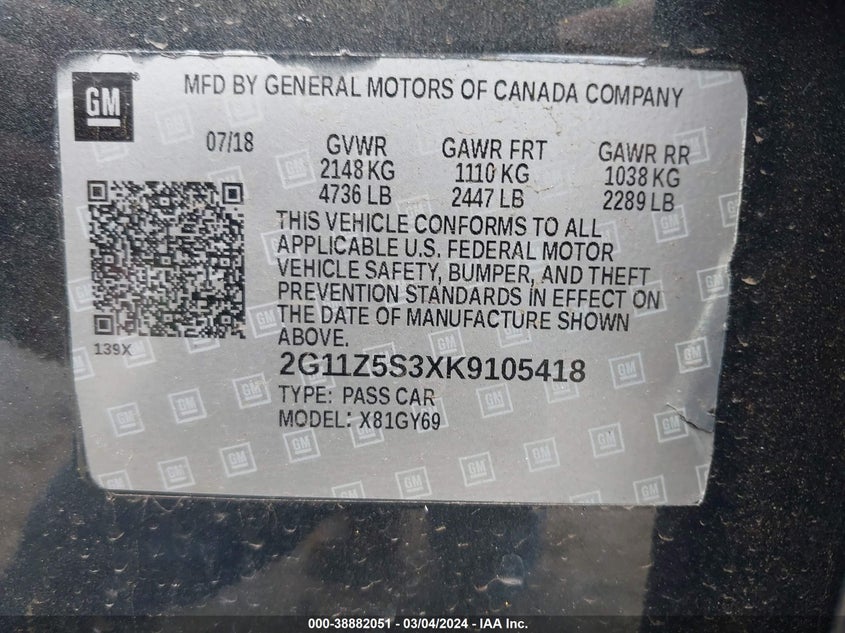 GM
MFD BY GENERAL MOTORS OF CANADA COMPANY
07/18 GVWR GAWR FRT GAWR RR
2148 KG 1110 KG 1038 KG
4736 LB 2447 LB 2289 LB
THIS VEHICLE CONFORMS TO ALL
APPLICABLE U.S. FEDERAL MOTOR
VEHICLE SAFETY, BUMPER, AND THEFT
PREVENTION STANDARDS IN EFFECT ON
THE DATE OF MANUFACTURE SHOWN
ABOVE.
139X
2G11Z5S3XK9105418
TYPE: PASS CAR
MODEL: X81GY69
000-38882051 - 03/04/2024 - IAA Inc.